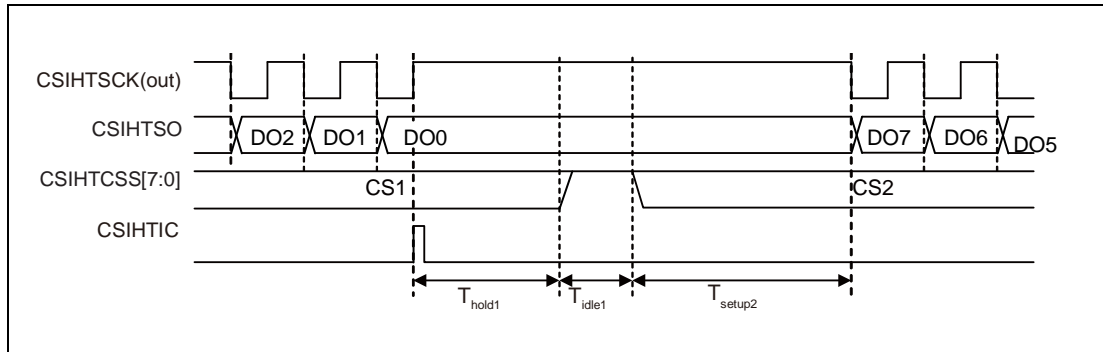 CSIHTSCK(out)
CSIHTSO
DO2 DO1 DO0 DO7 DO6 DO5
CSIHTCSS[7:0]
CS1 CS2
CSIHTIC
Thold1 Tidle1 Tsetup2